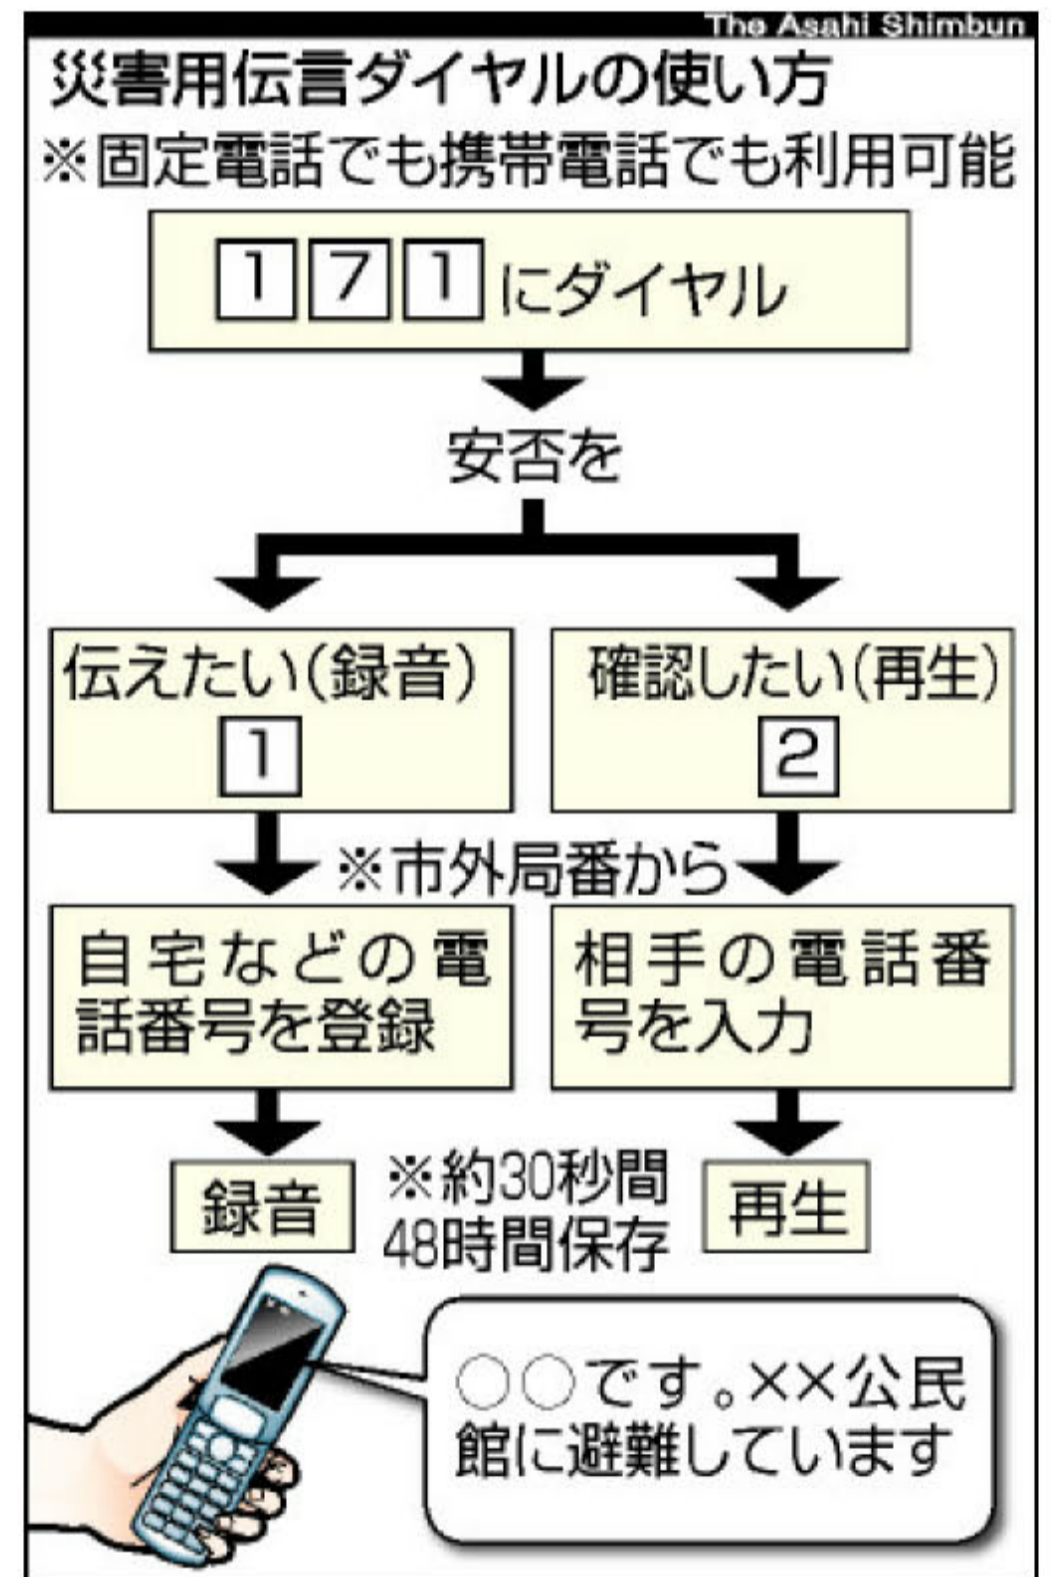 The Asahi Shimbun
災害用伝言ダイヤルの使い方
※固定電話でも携帯電話でも利用可能
171にダイヤル
安否を
伝えたい(録音)
1
確認したい(再生)
2
※市外局番から
自宅などの電
話番号を登録
相手の電話番
号を入力
録音
※約30秒間
48時間保存
再生
○○です。××公民
館に避難しています